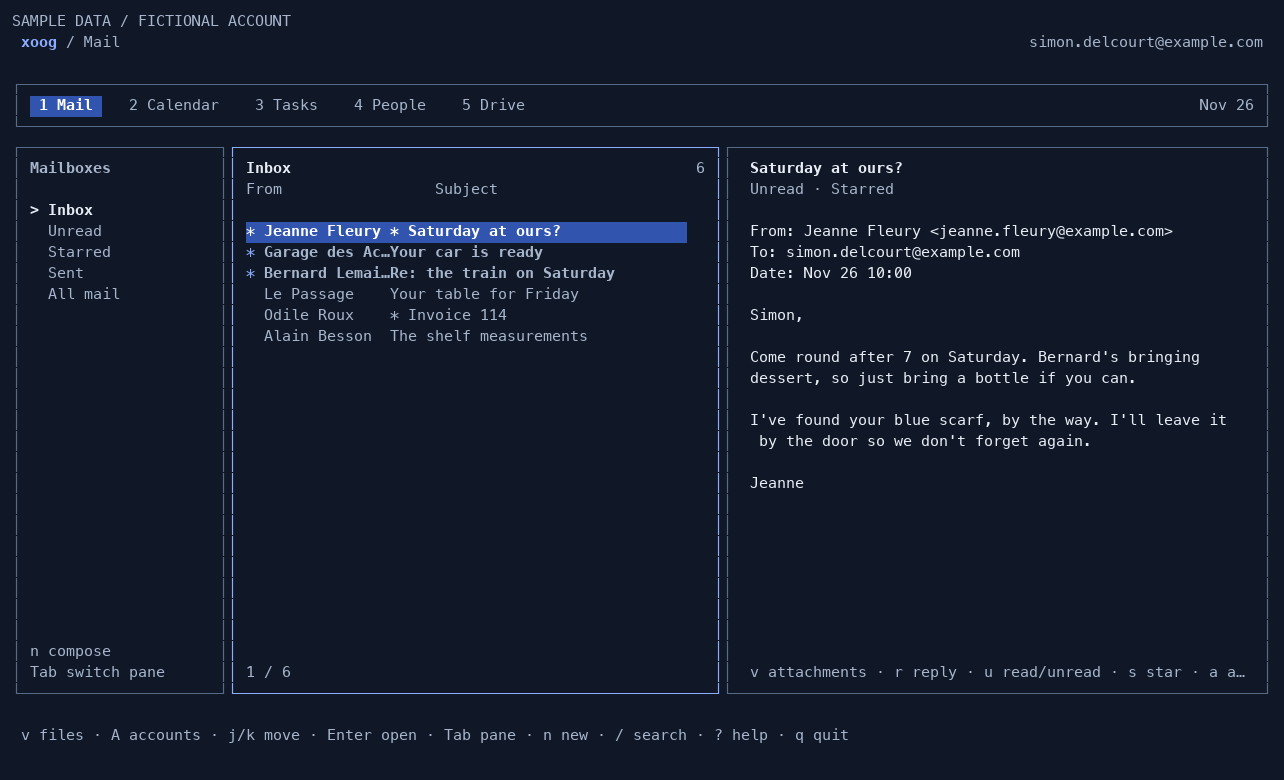 SAMPLE DATA / FICTIONAL ACCOUNT
xoog / Mail simon.delcourt@example.com
1 Mail 2 Calendar 3 Tasks 4 People 5 Drive Nov 26
Mailboxes
> Inbox
Unread
Starred
Sent
All mail
n compose
Tab switch pane
Inbox 6
From Subject
* Jeanne Fleury * Saturday at ours?
* Garage des Ac…Your car is ready
* Bernard Lemai…Re: the train on Saturday
Le Passage Your table for Friday
Odile Roux * Invoice 114
Alain Besson The shelf measurements
1 / 6
Saturday at ours?
Unread · Starred
From: Jeanne Fleury <jeanne.fleury@example.com>
To: simon.delcourt@example.com
Date: Nov 26 10:00
Simon,
Come round after 7 on Saturday. Bernard's bringing
dessert, so just bring a bottle if you can.
I've found your blue scarf, by the way. I'll leave it
by the door so we don't forget again.
Jeanne
v attachments · r reply · u read/unread · s star · a a…
v files · A accounts · j/k move · Enter open · Tab pane · n new · / search · ? help · q quit